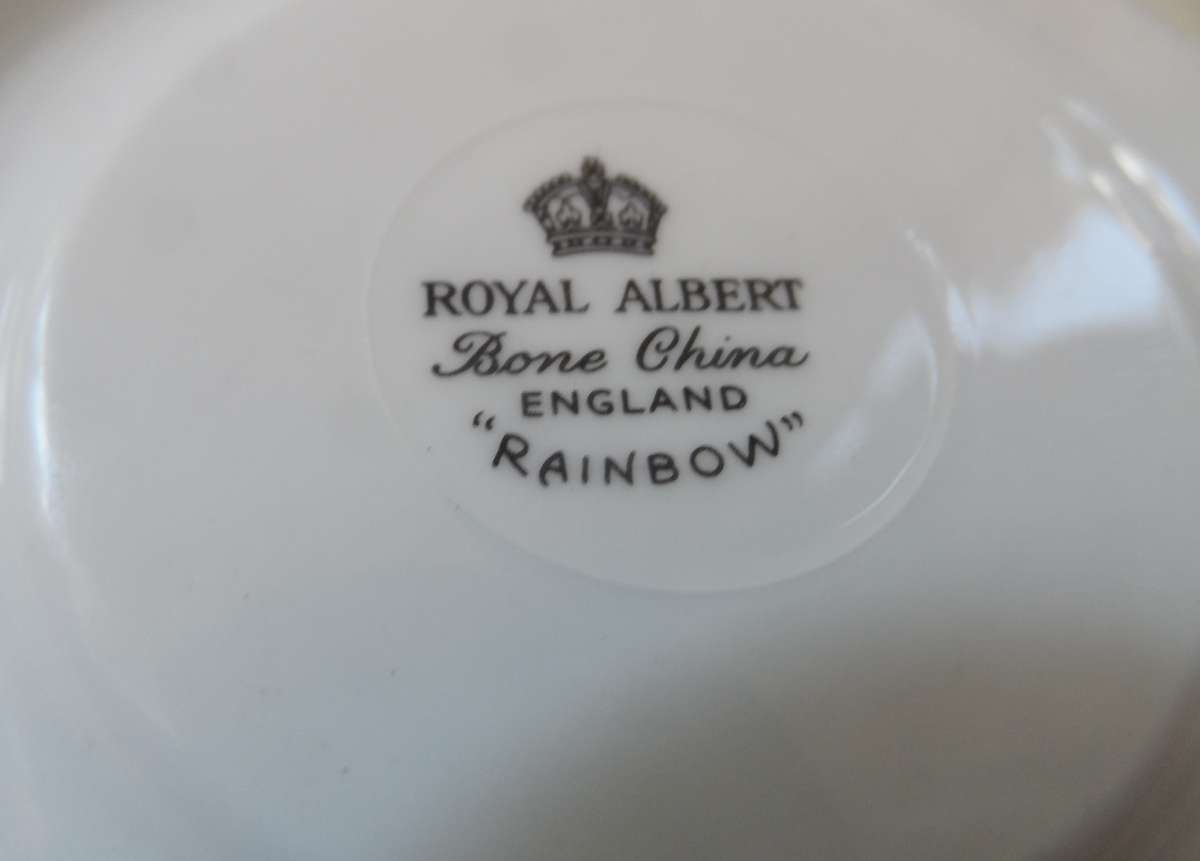 ROYAL ALBERT
Bone China
ENGLAND
"RAINBOW"